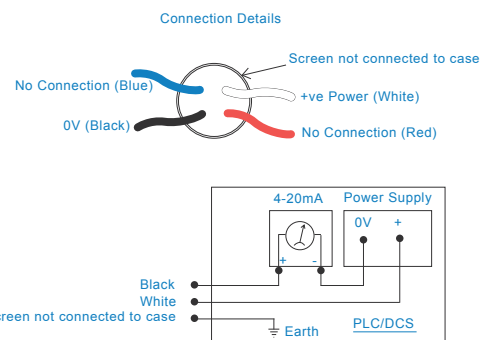 Connection Details
Screen not connected to case
No Connection (Blue)
+ve Power (White)
0V (Black)
No Connection (Red)
4-20mA
Power Supply
0V +
+ -
Black
White
creen not connected to case
Earth
PLC/DCS